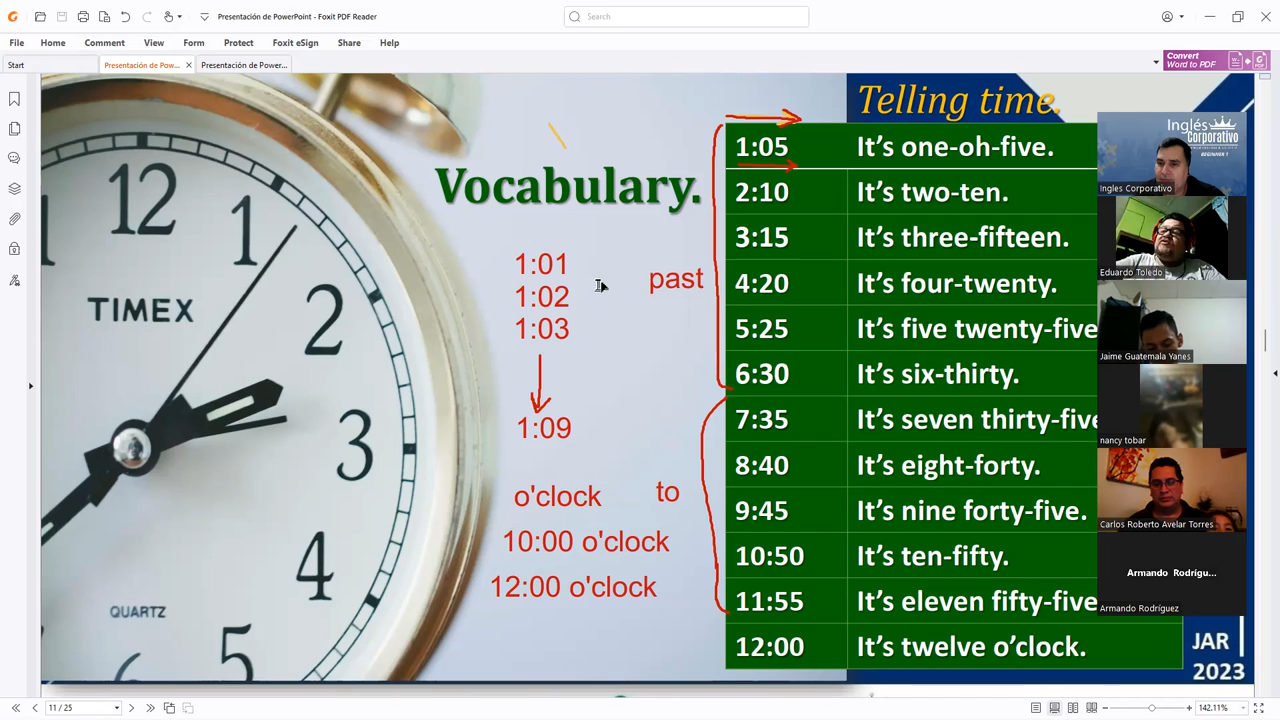 Presentación de PowerPoint - Foxit PDF Reader
Search
File Home Comment View Form Protect Foxit eSign Share Help
Convert
Word to PDF
Start
Presentación de Pow...
Presentación de Power...
Telling time.
Vocabulary.
1:05 It's one-oh-five.
2:10 It's two-ten.
3:15 It's three-fifteen.
4:20 It's four-twenty.
5:25 It's five twenty-five
6:30 It's six-thirty.
7:35 It's seven thirty-five
8:40 It's eight-forty.
9:45 It's nine forty-five.
10:50 It's ten-fifty.
11:55 It's eleven fifty-five
12:00 It's twelve o'clock.
past
to
1:01
1:02
1:03
1:09
o'clock
10:00 o'clock
12:00 o'clock
12
1
2
3
4
5
6
TIMEX
QUARTZ
Inglés
Corporativo
BEGINNER 1
Ingles Corporativo
Eduardo Toledo
Jaime Guatemala Yanes
nancy tobar
Carlos Roberto Avelar Torres
Armando Rodrígu...
Armando Rodríguez
JAR
2023
11 / 25
142.11%